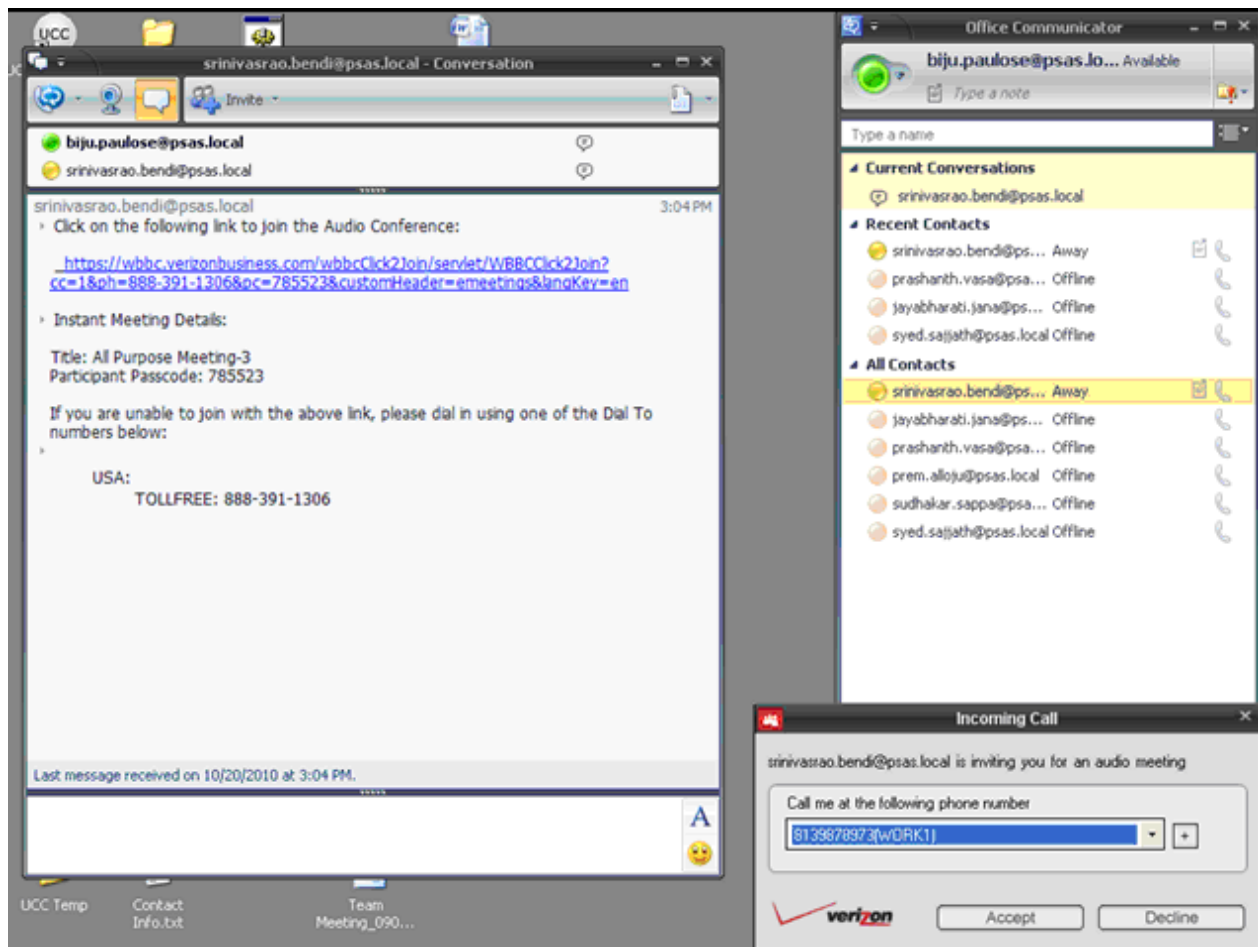 UCC
srinivasrao.bendi@psas.local - Conversation
Invite
biju.paulose@psas.local
srinivasrao.bendi@psas.local
srinivasrao.bendi@psas.local 3:04 PM
Click on the following link to join the Audio Conference:
https://wbbc.verizonbusiness.com/wbbcClick2Join/servlet/WBBCClick2Join?
cc=1&ph=888-391-1306&pc=785523&customHeader=emeetings&langKey=en
Instant Meeting Details:
Title: All Purpose Meeting-3
Participant Passcode: 785523
If you are unable to join with the above link, please dial in using one of the Dial To
numbers below:
USA:
TOLLFREE: 888-391-1306
Last message received on 10/20/2010 at 3:04 PM.
A
UCC Temp
Contact
Info.txt
Team
Meeting_090...
Office Communicator
biju.paulose@psas.lo... Available
Type a note
Type a name
Current Conversations
srinivasrao.bendi@psas.local
Recent Contacts
srinivasrao.bendi@ps... Away
prashanth.vasa@psa... Offline
jayabharati.jana@ps... Offline
syed.sajjath@psas.local Offline
All Contacts
srinivasrao.bendi@ps... Away
jayabharati.jana@ps... Offline
prashanth.vasa@psa... Offline
prem.alloju@psas.local Offline
sudhakar.sappa@psa... Offline
syed.sajjath@psas.local Offline
Incoming Call
srinivasrao.bendi@psas.local is inviting you for an audio meeting
Call me at the following phone number
8139878973(WORK1)
+
verizon
Accept
Decline